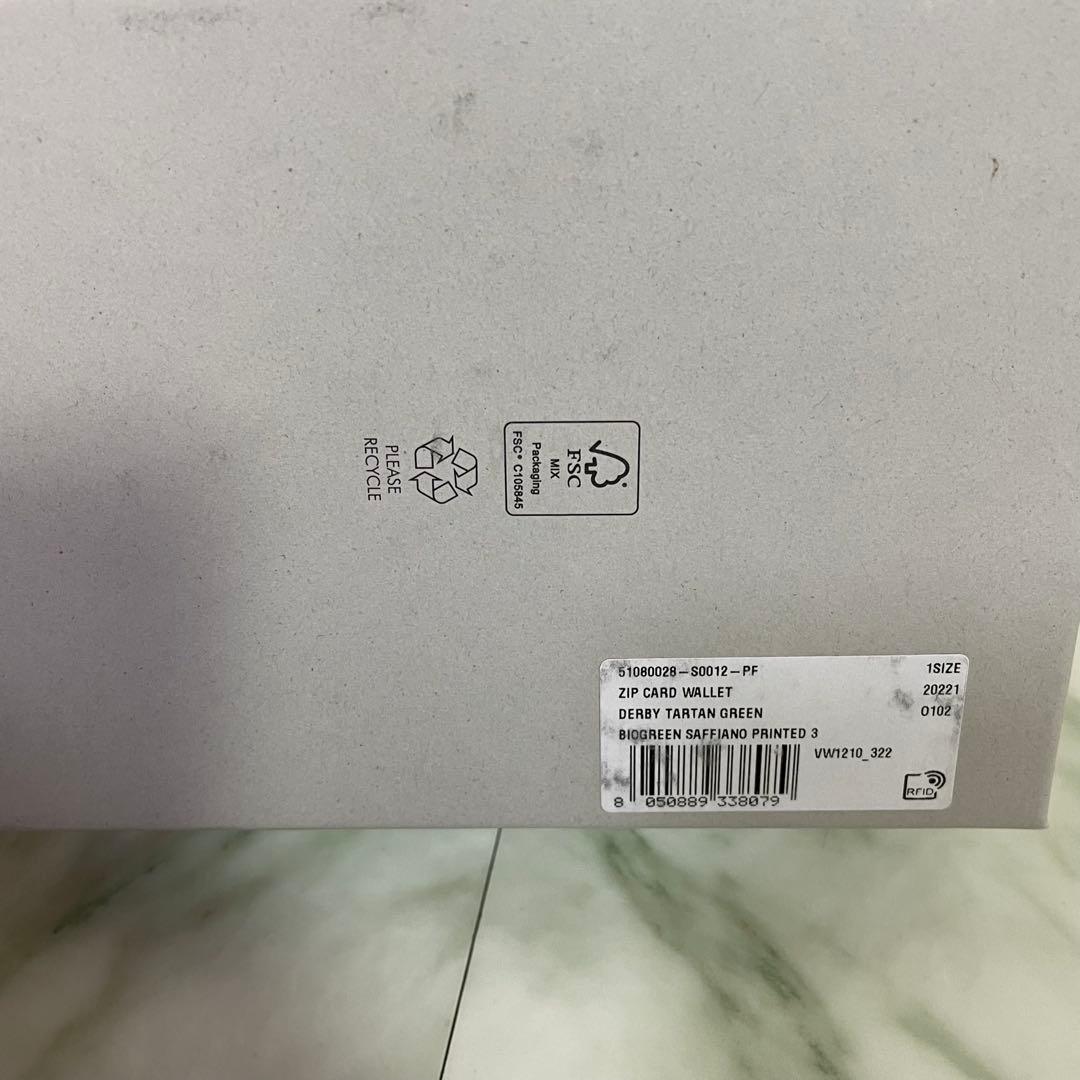 FSC
MIX
Packaging
FSC® C105845
PLEASE
RECYCLE
51080028-S0012-PF 1SIZE
ZIP CARD WALLET 20221
DERBY TARTAN GREEN O102
BIOGREEN SAFFIANO PRINTED 3
VW1210_322
8 050889 338079
RFID